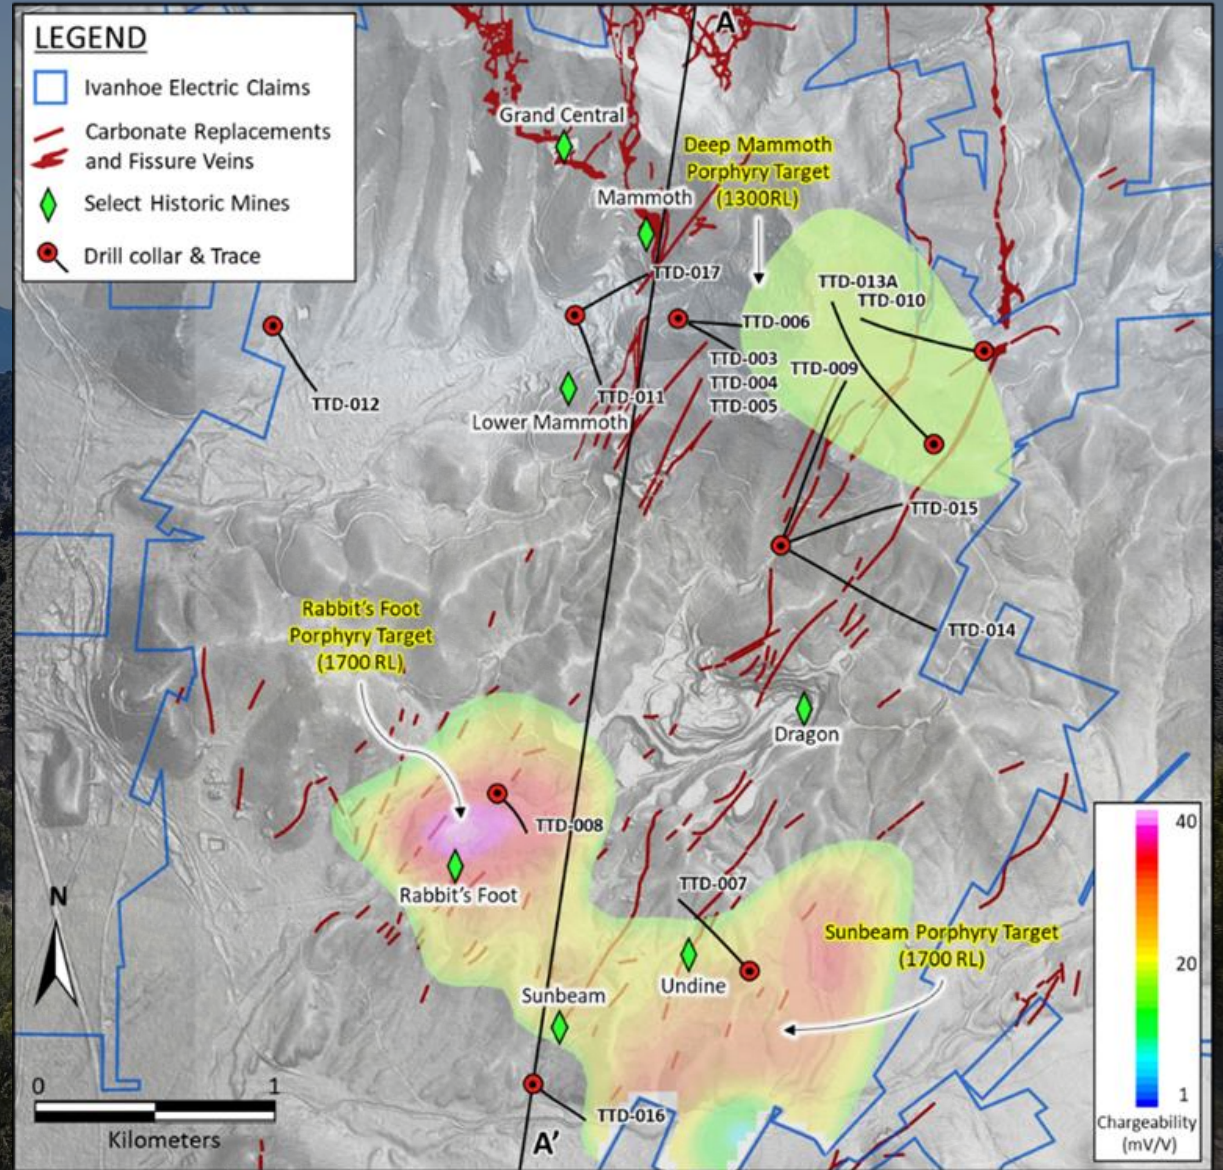 LEGEND
Ivanhoe Electric Claims
Carbonate Replacements
and Fissure Veins
Select Historic Mines
Drill collar & Trace
A
Grand Central
Deep Mammoth
Porphyry Target
(1300RL)
Mammoth
TTD-017
TTD-013A
TTD-010
TTD-006
TTD-003
TTD-009
TTD-004
TTD-005
TTD-011
TTD-012
Lower Mammoth
TTD-015
TTD-014
Rabbit's Foot
Porphyry Target
(1700 RL)
Dragon
TTD-008
Rabbit's Foot
TTD-007
Sunbeam Porphyry Target
(1700 RL)
Undine
Sunbeam
TTD-016
A'
N
0 1
Kilometers
40
20
1
Chargeability
(mV/V)